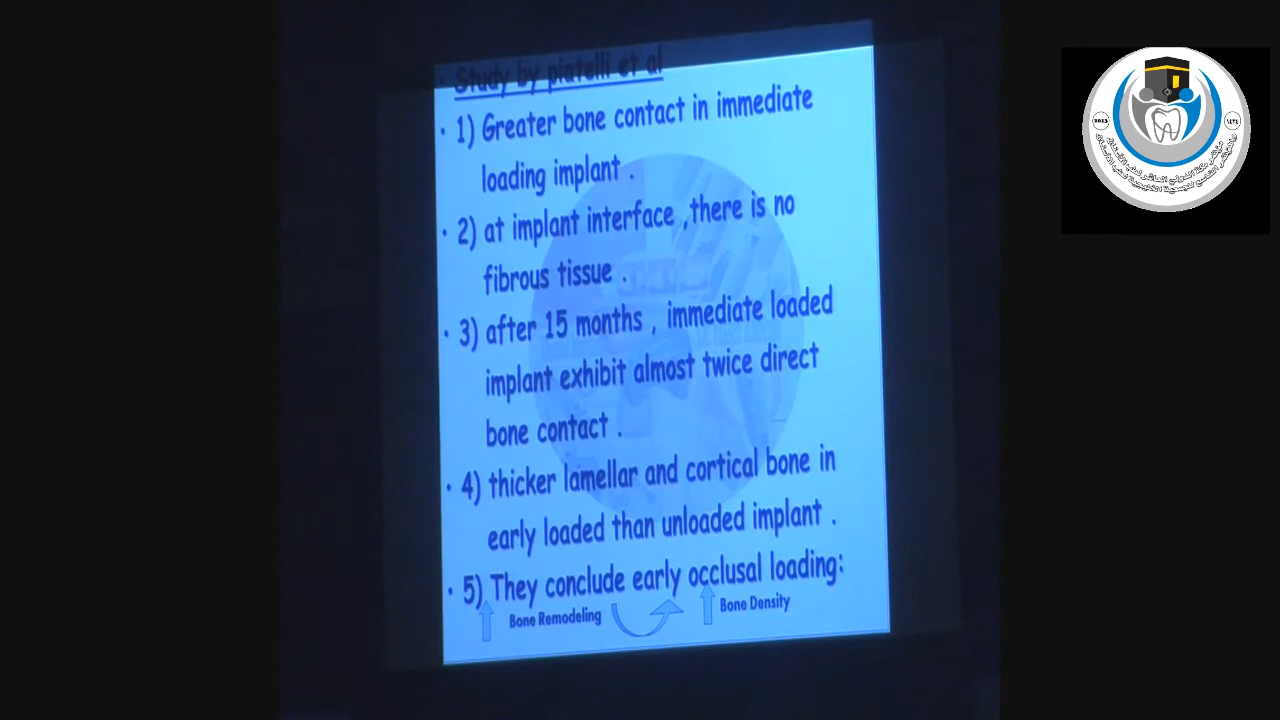 Study by piatelli et al
• 1) Greater bone contact in immediate
loading implant .
• 2) at implant interface ,there is no
fibrous tissue .
• 3) after 15 months , immediate loaded
implant exhibit almost twice direct
bone contact .
• 4) thicker lamellar and cortical bone in
early loaded than unloaded implant .
• 5) They conclude early occlusal loading:
Bone Remodeling
Bone Density
2013
١٤٣٤